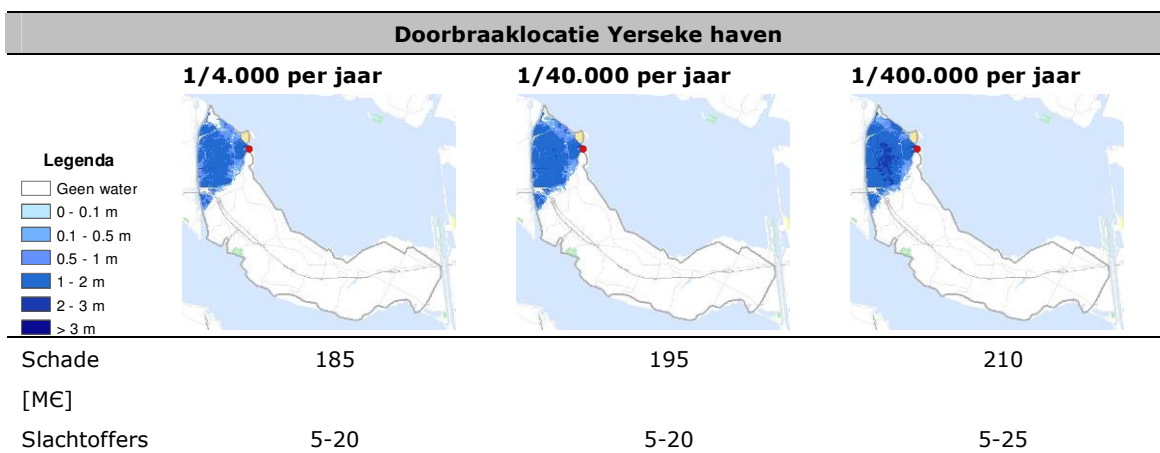 Doorbraaklocatie Yerseke haven
1/4.000 per jaar 1/40.000 per jaar 1/400.000 per jaar
Legenda
Geen water
0 - 0.1 m
0.1 - 0.5 m
0.5 - 1 m
1 - 2 m
2 - 3 m
> 3 m
Schade 185 195 210
[M€]
Slachtoffers 5-20 5-20 5-25